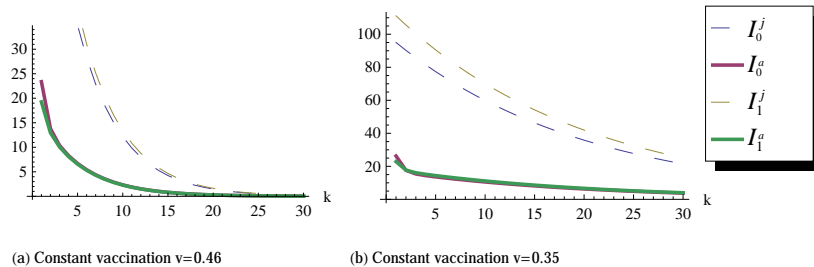 35
30
25
20
15
10
5
5 10 15 20 25 30 k
(a) Constant vaccination v=0.46
100
80
60
40
20
5 10 15 20 25 30 k
(b) Constant vaccination v=0.35
I_0^j
I_0^a
I_1^j
I_1^a